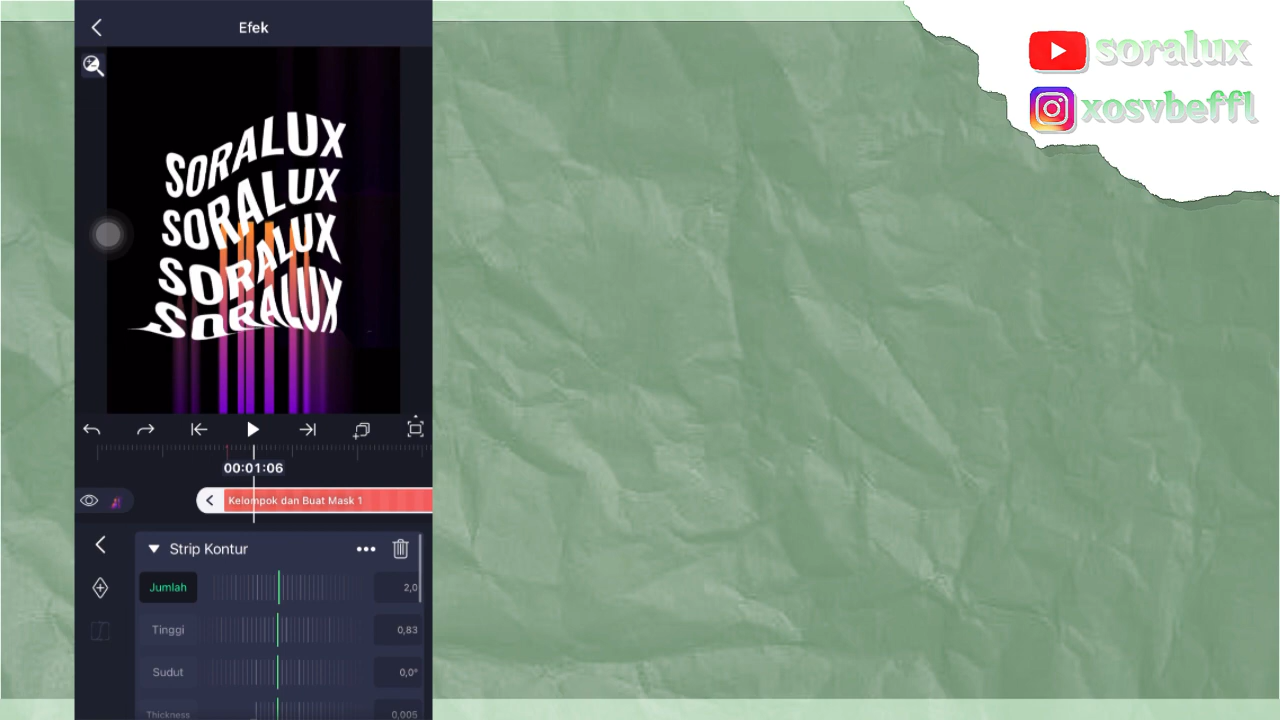 Efek
SORALUX
SORALUX
SORALUX
SORALUX
00:01:06
Kelompok dan Buat Mask 1
Strip Kontur
Jumlah 2,0
Tinggi 0,83
Sudut 0,0°
Thickness 0,005
soralux
xosvbeffl